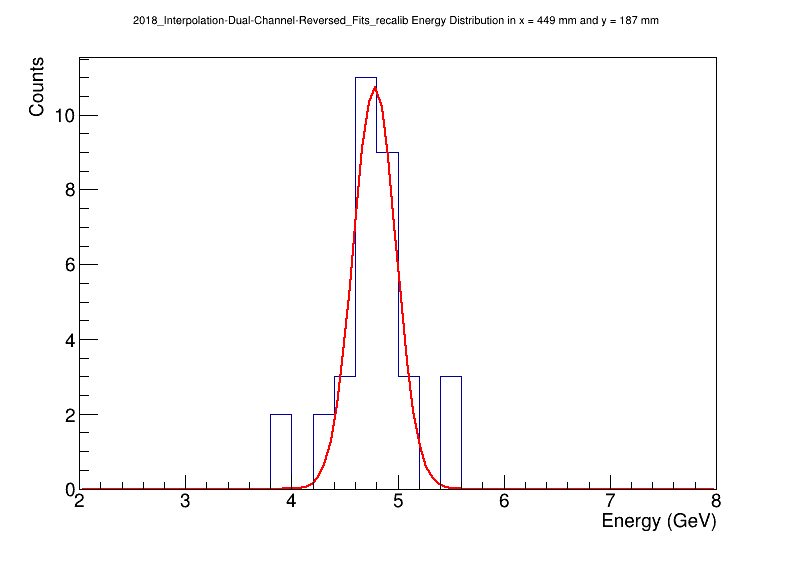 2018_Interpolation-Dual-Channel-Reversed_Fits_recalib Energy Distribution in x = 449 mm and y = 187 mm
Counts
10
8
6
4
2
0
2 3 4 5 6 7 8
Energy (GeV)